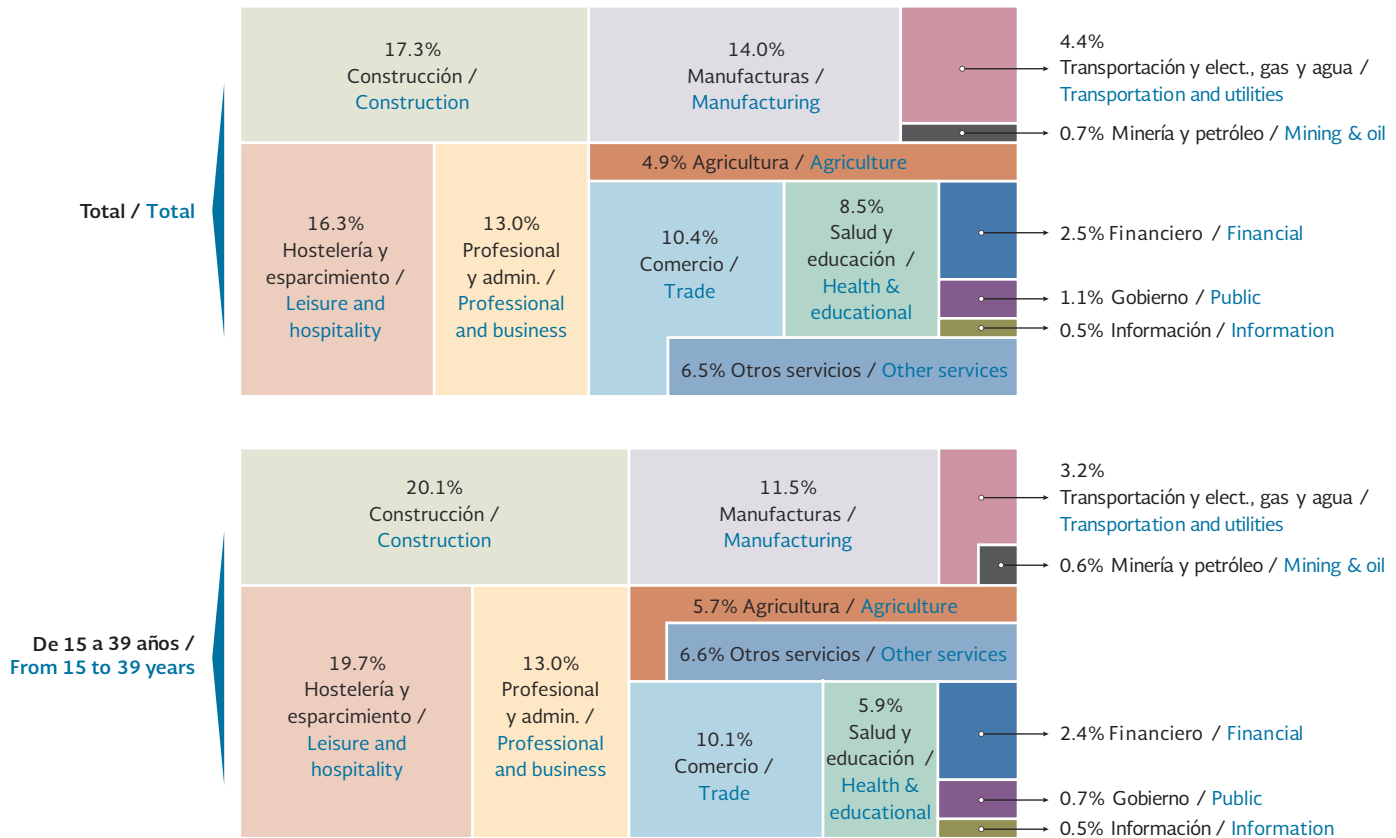 Total / Total
17.3%
Construcción /
Construction
14.0%
Manufacturas /
Manufacturing
4.4%
Transportación y elect., gas y agua /
Transportation and utilities
0.7% Minería y petróleo / Mining & oil
16.3%
Hostelería y
esparcimiento /
Leisure and
hospitality
13.0%
Profesional
y admin. /
Professional
and business
4.9% Agricultura / Agriculture
10.4%
Comercio /
Trade
8.5%
Salud y
educación /
Health &
educational
2.5% Financiero / Financial
1.1% Gobierno / Public
0.5% Información / Information
6.5% Otros servicios / Other services
De 15 a 39 años /
From 15 to 39 years
20.1%
Construcción /
Construction
11.5%
Manufacturas /
Manufacturing
3.2%
Transportación y elect., gas y agua /
Transportation and utilities
0.6% Minería y petróleo / Mining & oil
19.7%
Hostelería y
esparcimiento /
Leisure and
hospitality
13.0%
Profesional
y admin. /
Professional
and business
5.7% Agricultura / Agriculture
6.6% Otros servicios / Other services
10.1%
Comercio /
Trade
5.9%
Salud y
educación /
Health &
educational
2.4% Financiero / Financial
0.7% Gobierno / Public
0.5% Información / Information